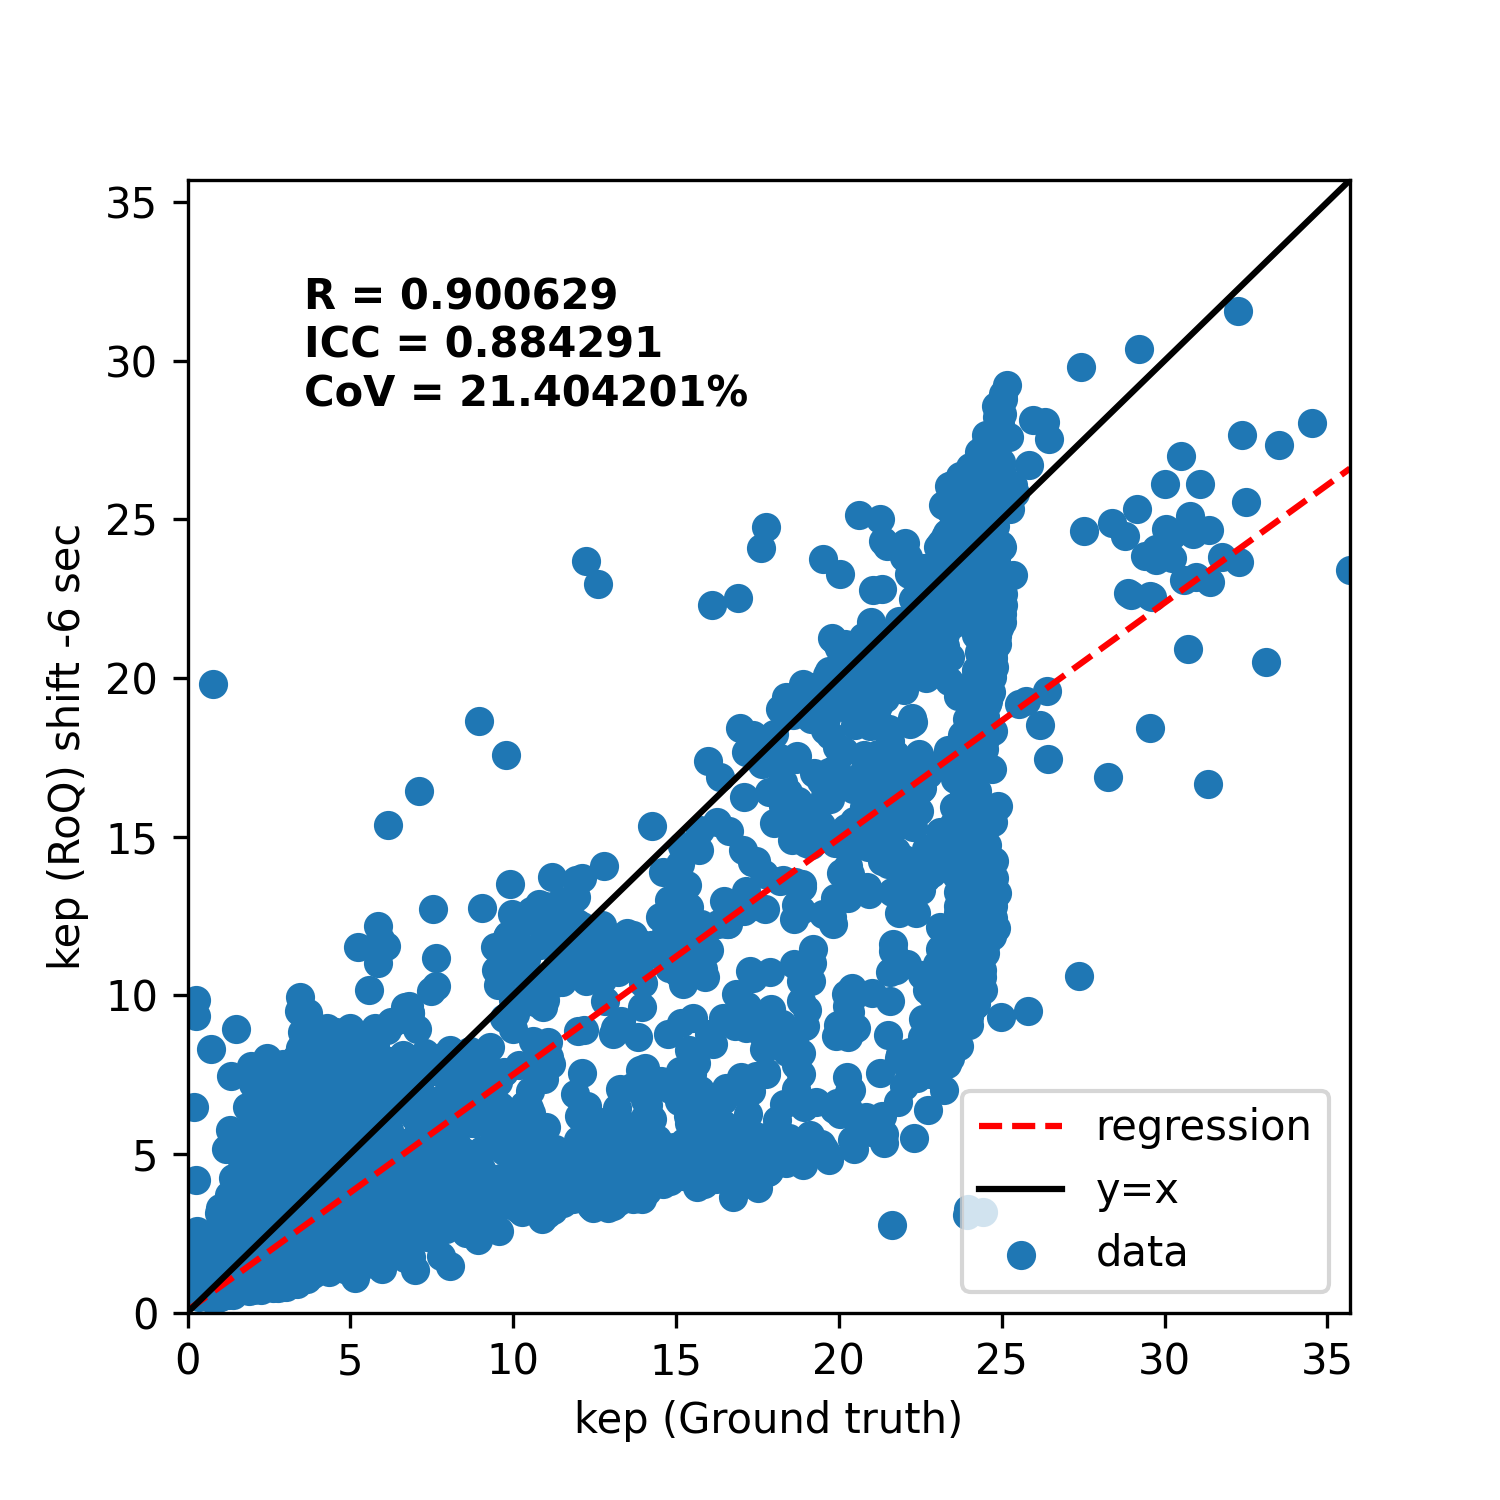 R = 0.900629
ICC = 0.884291
CoV = 21.404201%
kep (RoQ) shift -6 sec
35
30
25
20
15
10
5
0
0 5 10 15 20 25 30 35
kep (Ground truth)
regression
y=x
data